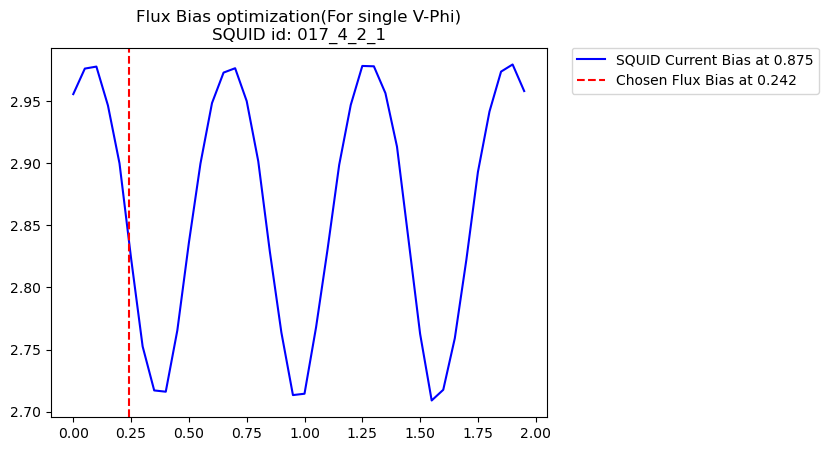 Flux Bias optimization(For single V-Phi)
SQUID id: 017_4_2_1
SQUID Current Bias at 0.875
Chosen Flux Bias at 0.242
2.95
2.90
2.85
2.80
2.75
2.70
0.00 0.25 0.50 0.75 1.00 1.25 1.50 1.75 2.00